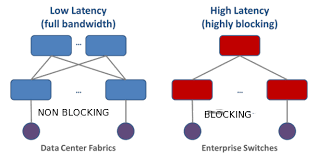 Low Latency
(full bandwidth)
High Latency
(highly blocking)
...
...
...
NON BLOCKING
BLOCKING
Data Center Fabrics
Enterprise Switches